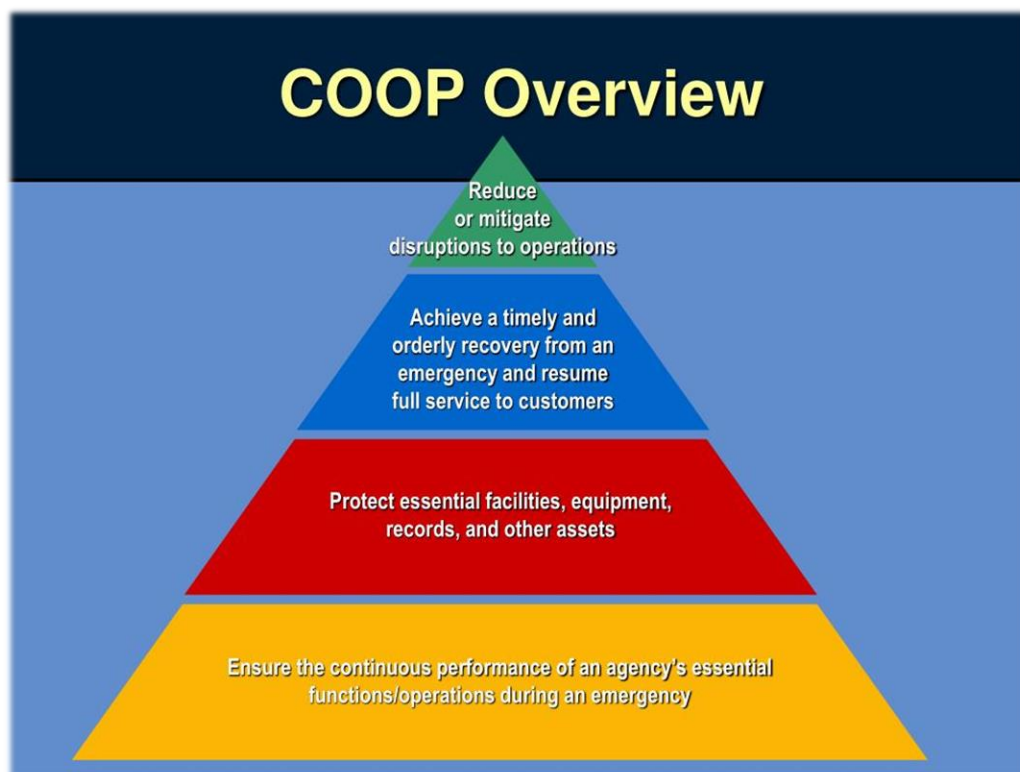 COOP Overview
Reduce
or mitigate
disruptions to operations
Achieve a timely and
orderly recovery from an
emergency and resume
full service to customers
Protect essential facilities, equipment,
records, and other assets
Ensure the continuous performance of an agency's essential
functions/operations during an emergency